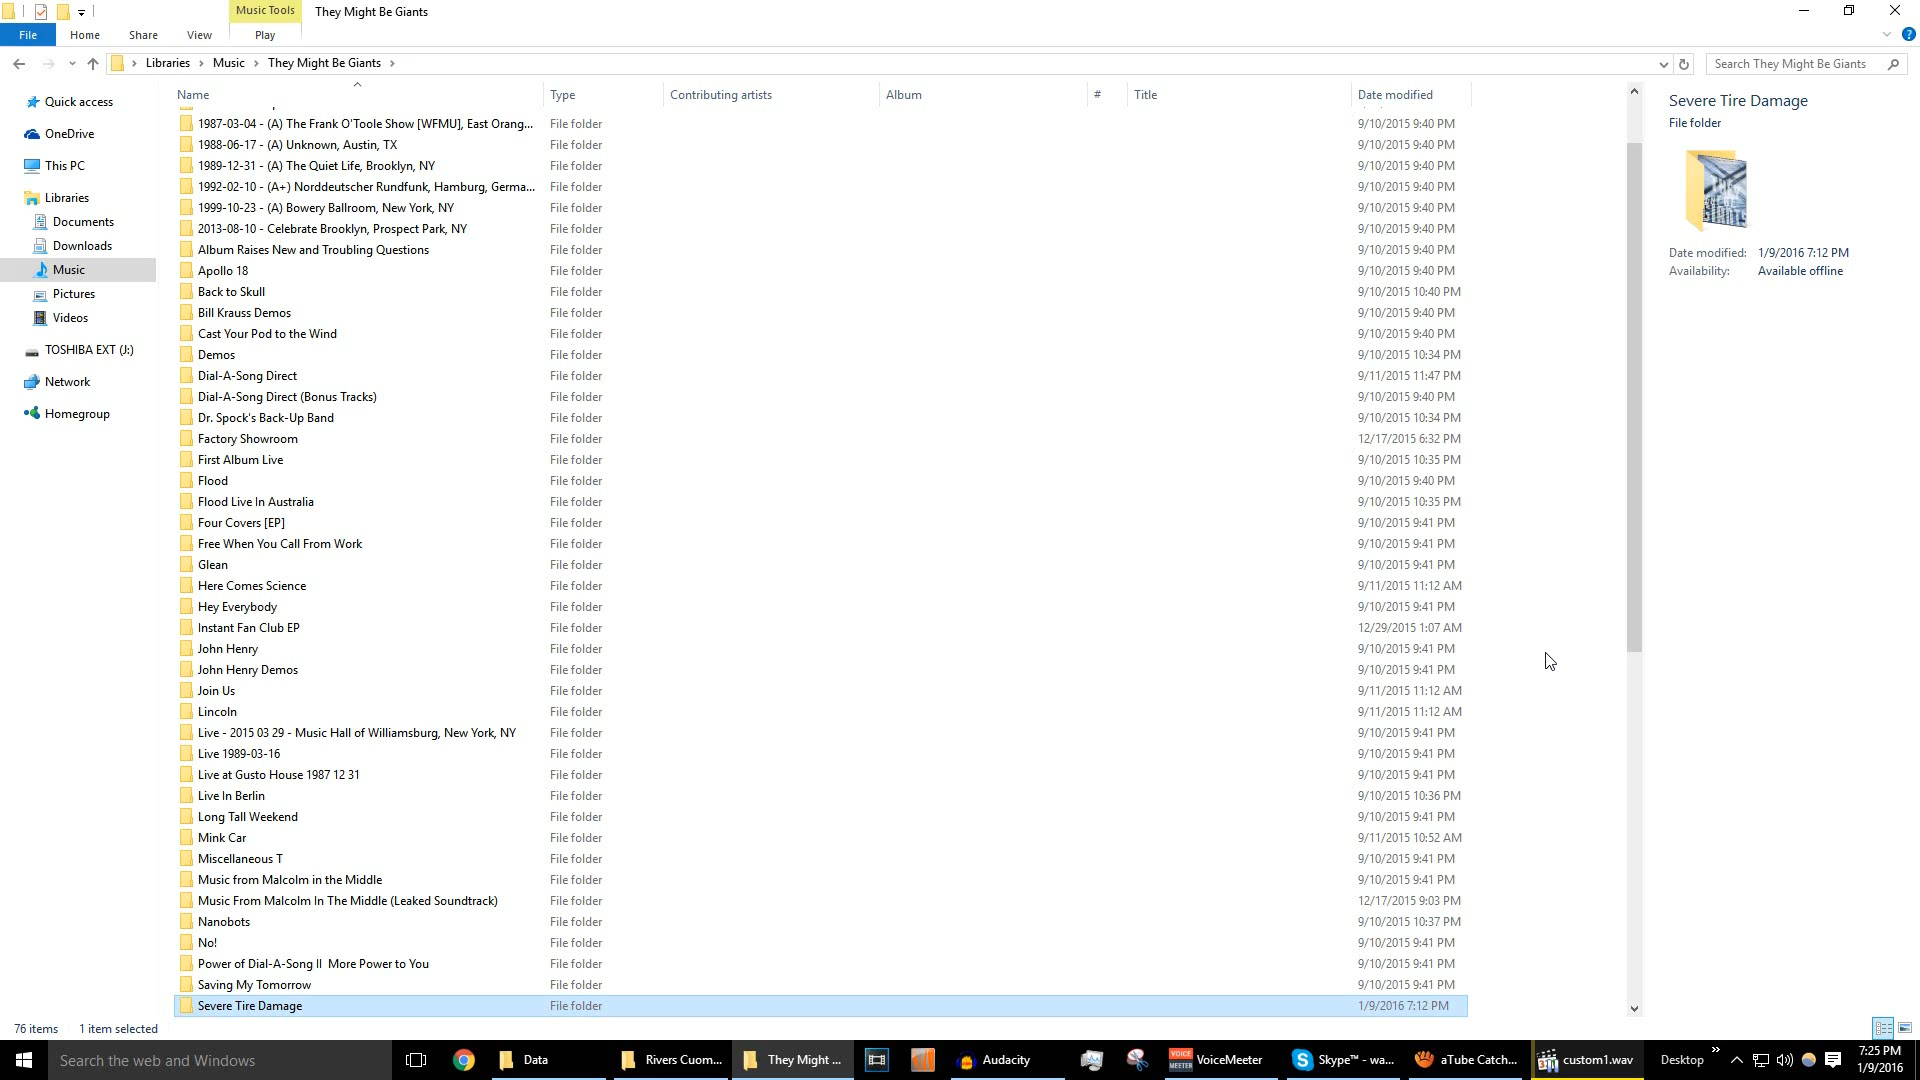 Music Tools They Might Be Giants
File Home Share View Play
Libraries Music They Might Be Giants Search They Might Be Giants
Name Type Contributing artists Album # Title Date modified
1987-03-04 - (A) The Frank O'Toole Show [WFMU], East Orang... File folder 9/10/2015 9:40 PM
1988-06-17 - (A) Unknown, Austin, TX File folder 9/10/2015 9:40 PM
1989-12-31 - (A) The Quiet Life, Brooklyn, NY File folder 9/10/2015 9:40 PM
1992-02-10 - (A+) Norddeutscher Rundfunk, Hamburg, Germa... File folder 9/10/2015 9:40 PM
1999-10-23 - (A) Bowery Ballroom, New York, NY File folder 9/10/2015 9:40 PM
2013-08-10 - Celebrate Brooklyn, Prospect Park, NY File folder 9/10/2015 9:40 PM
Album Raises New and Troubling Questions File folder 9/10/2015 9:40 PM
Apollo 18 File folder 9/10/2015 9:40 PM
Back to Skull File folder 9/10/2015 10:40 PM
Bill Krauss Demos File folder 9/10/2015 9:40 PM
Cast Your Pod to the Wind File folder 9/10/2015 9:40 PM
Demos File folder 9/10/2015 10:34 PM
Dial-A-Song Direct File folder 9/11/2015 11:47 PM
Dial-A-Song Direct (Bonus Tracks) File folder 9/10/2015 9:40 PM
Dr. Spock's Back-Up Band File folder 9/10/2015 10:34 PM
Factory Showroom File folder 12/17/2015 6:32 PM
First Album Live File folder 9/10/2015 10:35 PM
Flood File folder 9/10/2015 9:40 PM
Flood Live In Australia File folder 9/10/2015 10:35 PM
Four Covers [EP] File folder 9/10/2015 9:41 PM
Free When You Call From Work File folder 9/10/2015 9:41 PM
Glean File folder 9/10/2015 9:41 PM
Here Comes Science File folder 9/11/2015 11:12 AM
Hey Everybody File folder 9/10/2015 9:41 PM
Instant Fan Club EP File folder 12/29/2015 1:07 AM
John Henry File folder 9/10/2015 9:41 PM
John Henry Demos File folder 9/10/2015 9:41 PM
Join Us File folder 9/11/2015 11:12 AM
Lincoln File folder 9/11/2015 11:12 AM
Live - 2015 03 29 - Music Hall of Williamsburg, New York, NY File folder 9/10/2015 9:41 PM
Live 1989-03-16 File folder 9/10/2015 9:41 PM
Live at Gusto House 1987 12 31 File folder 9/10/2015 9:41 PM
Live In Berlin File folder 9/10/2015 10:36 PM
Long Tall Weekend File folder 9/10/2015 9:41 PM
Mink Car File folder 9/11/2015 10:52 AM
Miscellaneous T File folder 9/10/2015 9:41 PM
Music from Malcolm in the Middle File folder 9/10/2015 9:41 PM
Music From Malcolm In The Middle (Leaked Soundtrack) File folder 12/17/2015 9:03 PM
Nanobots File folder 9/10/2015 10:37 PM
No! File folder 9/10/2015 9:41 PM
Power of Dial-A-Song II More Power to You File folder 9/10/2015 9:41 PM
Saving My Tomorrow File folder 9/10/2015 9:41 PM
Severe Tire Damage File folder 1/9/2016 7:12 PM
Quick access
OneDrive
This PC
Libraries
Documents
Downloads
Music
Pictures
Videos
TOSHIBA EXT (J:)
Network
Homegroup
Severe Tire Damage
File folder
Date modified: 1/9/2016 7:12 PM
Availability: Available offline
76 items 1 item selected
Search the web and Windows Data Rivers Cuom... They Might ... Audacity VOICE MEETER VoiceMeeter Skype™ - wa... aTube Catch... custom1.wav Desktop 7:25 PM
1/9/2016